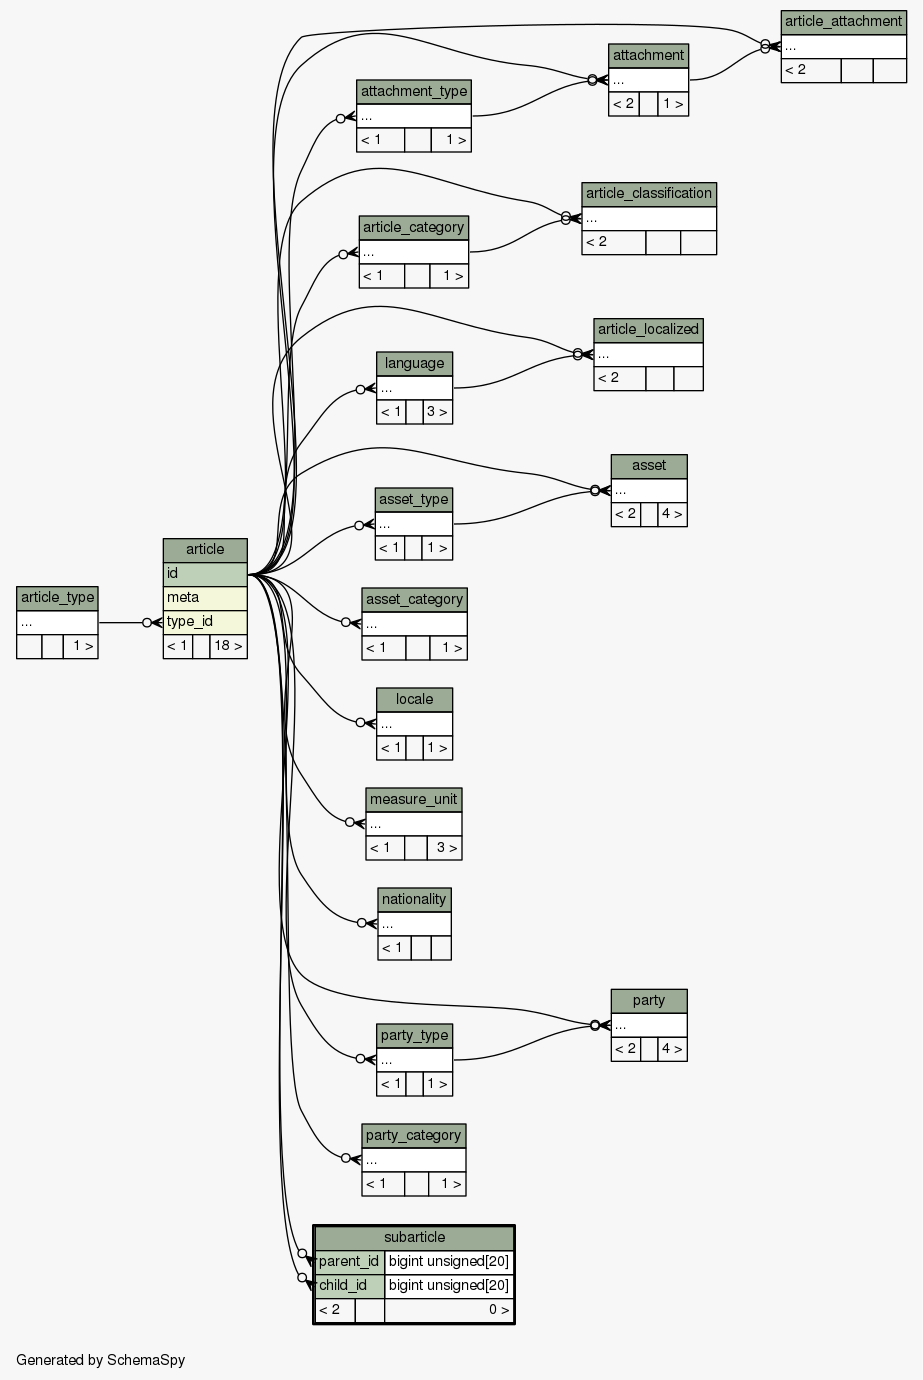 article_attachment
...
< 2
attachment
...
< 2 1 >
attachment_type
...
< 1 1 >
article_classification
...
< 2
article_category
...
< 1 1 >
article_localized
...
< 2
language
...
< 1 3 >
asset
...
< 2 4 >
asset_type
...
< 1 1 >
article
id
meta
type_id
< 1 18 >
article_type
...
1 >
asset_category
...
< 1 1 >
locale
...
< 1 1 >
measure_unit
...
< 1 3 >
nationality
...
< 1
party
...
< 2 4 >
party_type
...
< 1 1 >
party_category
...
< 1 1 >
subarticle
parent_id bigint unsigned[20]
child_id bigint unsigned[20]
< 2 0 >
Generated by SchemaSpy